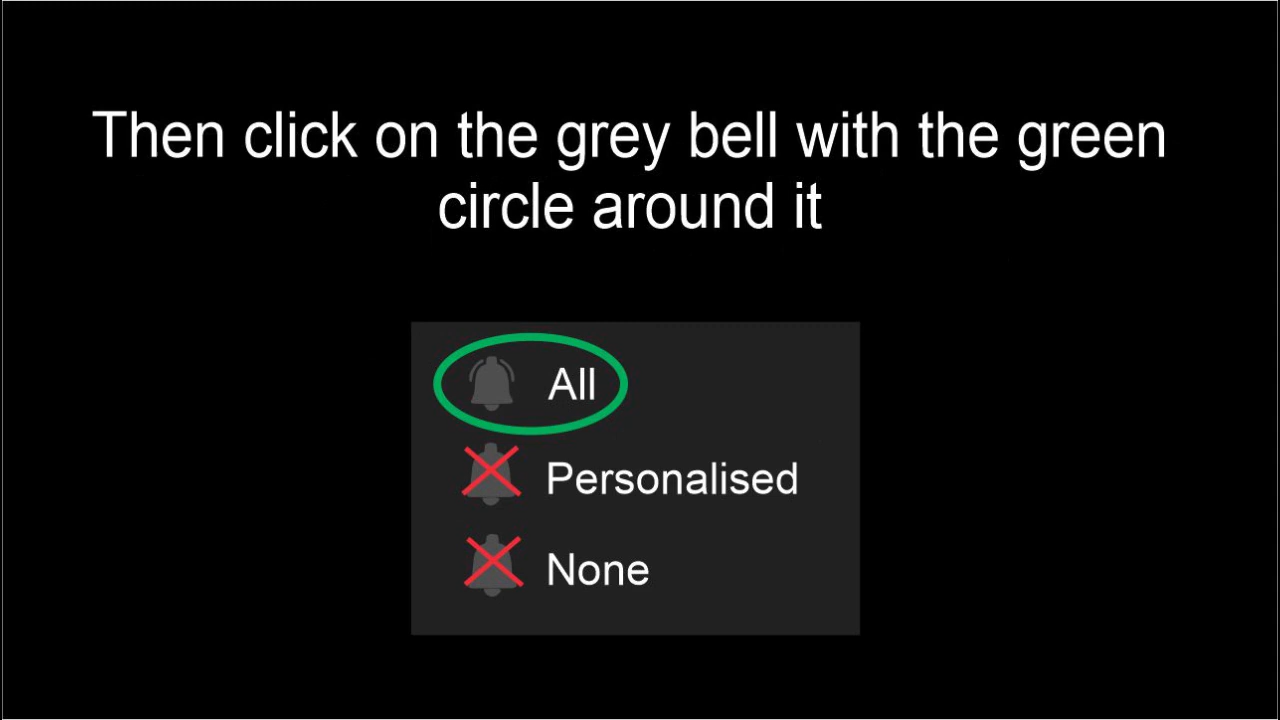 Then click on the grey bell with the green
circle around it
All
Personalised
None